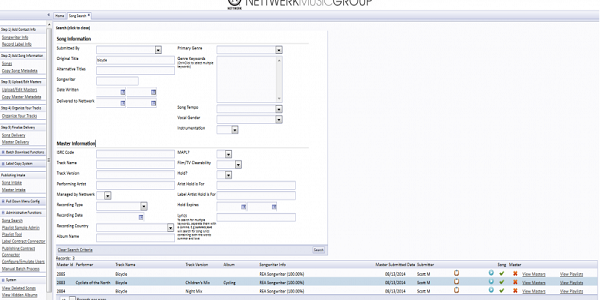 NETTWERKMUSICGROUP
NETTWERK
Home Song Search
Step 1) Add Contact Info
Songwriter Info
Record Label Info
Step 2) Add Song Information
Songs
Copy Song Metadata
Step 3) Upload/Edit Masters
Upload/Edit Masters
Copy Master Metadata
Step 4) Organize Your Tracks
Organize Your Tracks
Step 5) Finalize Delivery
Song Delivery
Master Delivery
Batch Download Functions
Label Copy System
Publishing Intake
Song Intake
Master Intake
Pull Down Menu Config
Administrative Functions
Song Search
Playlist Sample Admin
Playlist Tool
Label Contract Connector
Publishing Contract
Connector
Configure/Simulate Users
Manual Batch Process
System
View Deleted Songs
View Hidden Albums
Search (click to close)
Song Information
Submitted By
Original Title bicycle
Alternative Titles
Songwriter
Date Written
Delivered to Nettwerk
Primary Genre
Genre Keywords
Song Tempo
Vocal Gender
Instrumentation
Master Information
ISRC Code
Track Name
Track Version
Performing Artist
Managed by Nettwerk
Recording Type
Recording Date
Recording Country
Album Name
MAPL?
Film/TV Clearability
Hold?
Artist Hold is For
Label Artist Hold is For
Hold Expires
Lyrics
Clear Search Criteria Search
Records: 3
Master Id Performer Track Name Track Version Album Songwriter Info Master Submitted Date Submitter Song Master
2005 Bicycle REA Songwriter (100.00%) 06/13/2014 Scott M View Masters View Playlists
2003 Cyclists of the North Bicycle Children's Mix Cycling REA Songwriter (100.00%) 06/13/2014 Scott M View Masters View Playlists
2004 Bicycle Night Mix REA Songwriter (100.00%) 06/13/2014 Scott M View Masters View Playlists